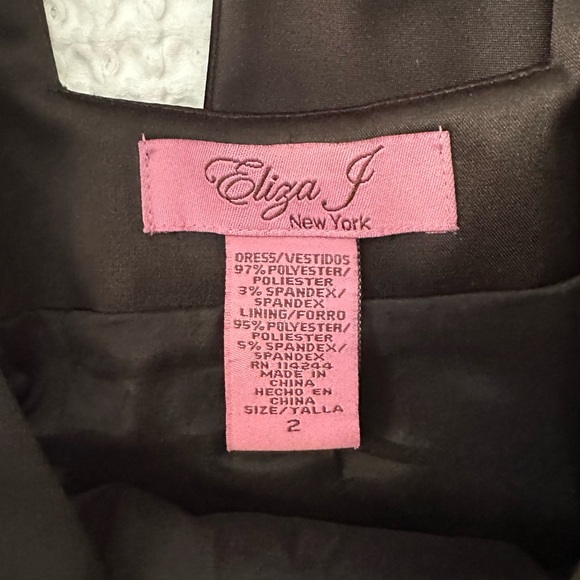 Eliza J
New York
DRESS/VESTIDOS
97% POLYESTER/
POLIESTER
3% SPANDEX/
SPANDEX
LINING/FORRO
95% POLYESTER/
POLIESTER
5% SPANDEX/
SPANDEX
RN 114244
MADE IN
CHINA
HECHO EN
CHINA
SIZE/TALLA
2